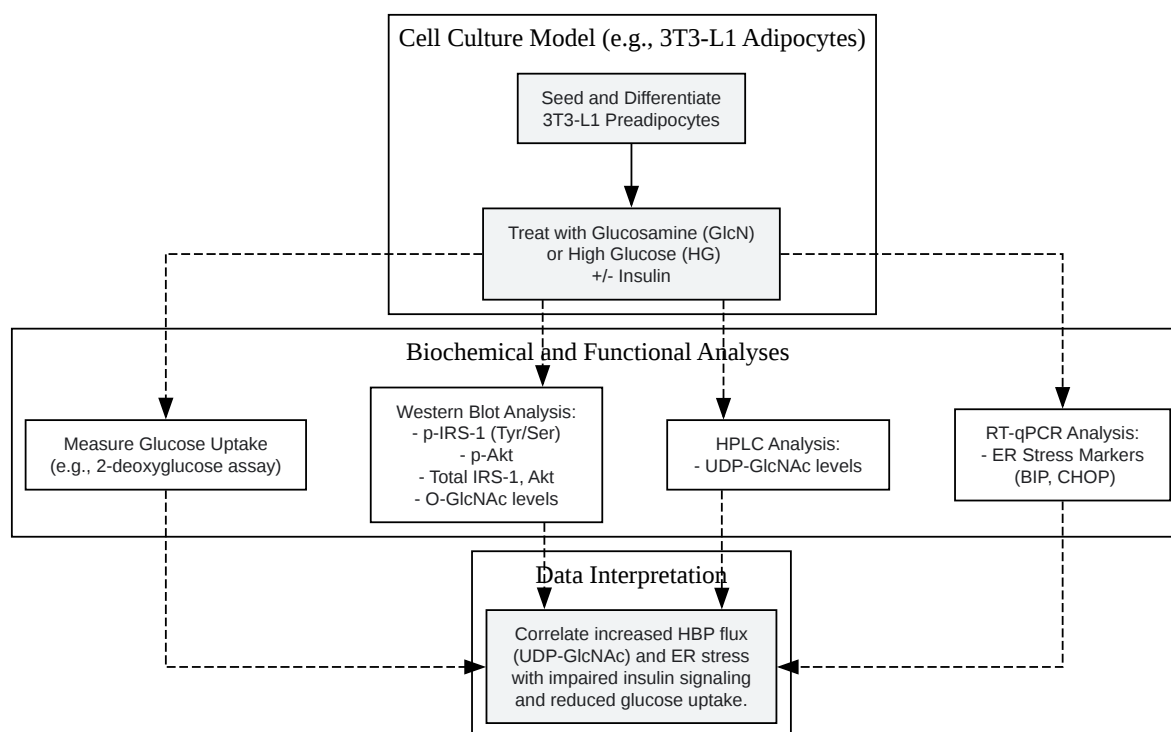 Cell Culture Model (e.g., 3T3-L1 Adipocytes)
Seed and Differentiate
3T3-L1 Preadipocytes
Treat with Glucosamine (GlcN)
or High Glucose (HG)
+/- Insulin
Biochemical and Functional Analyses
Measure Glucose Uptake
(e.g., 2-deoxyglucose assay)
Western Blot Analysis:
- p-IRS-1 (Tyr/Ser)
- p-Akt
- Total IRS-1, Akt
- O-GlcNAc levels
HPLC Analysis:
- UDP-GlcNAc levels
RT-qPCR Analysis:
- ER Stress Markers
(BIP, CHOP)
Data Interpretation
Correlate increased HBP flux
(UDP-GlcNAc) and ER stress
with impaired insulin signaling
and reduced glucose uptake.